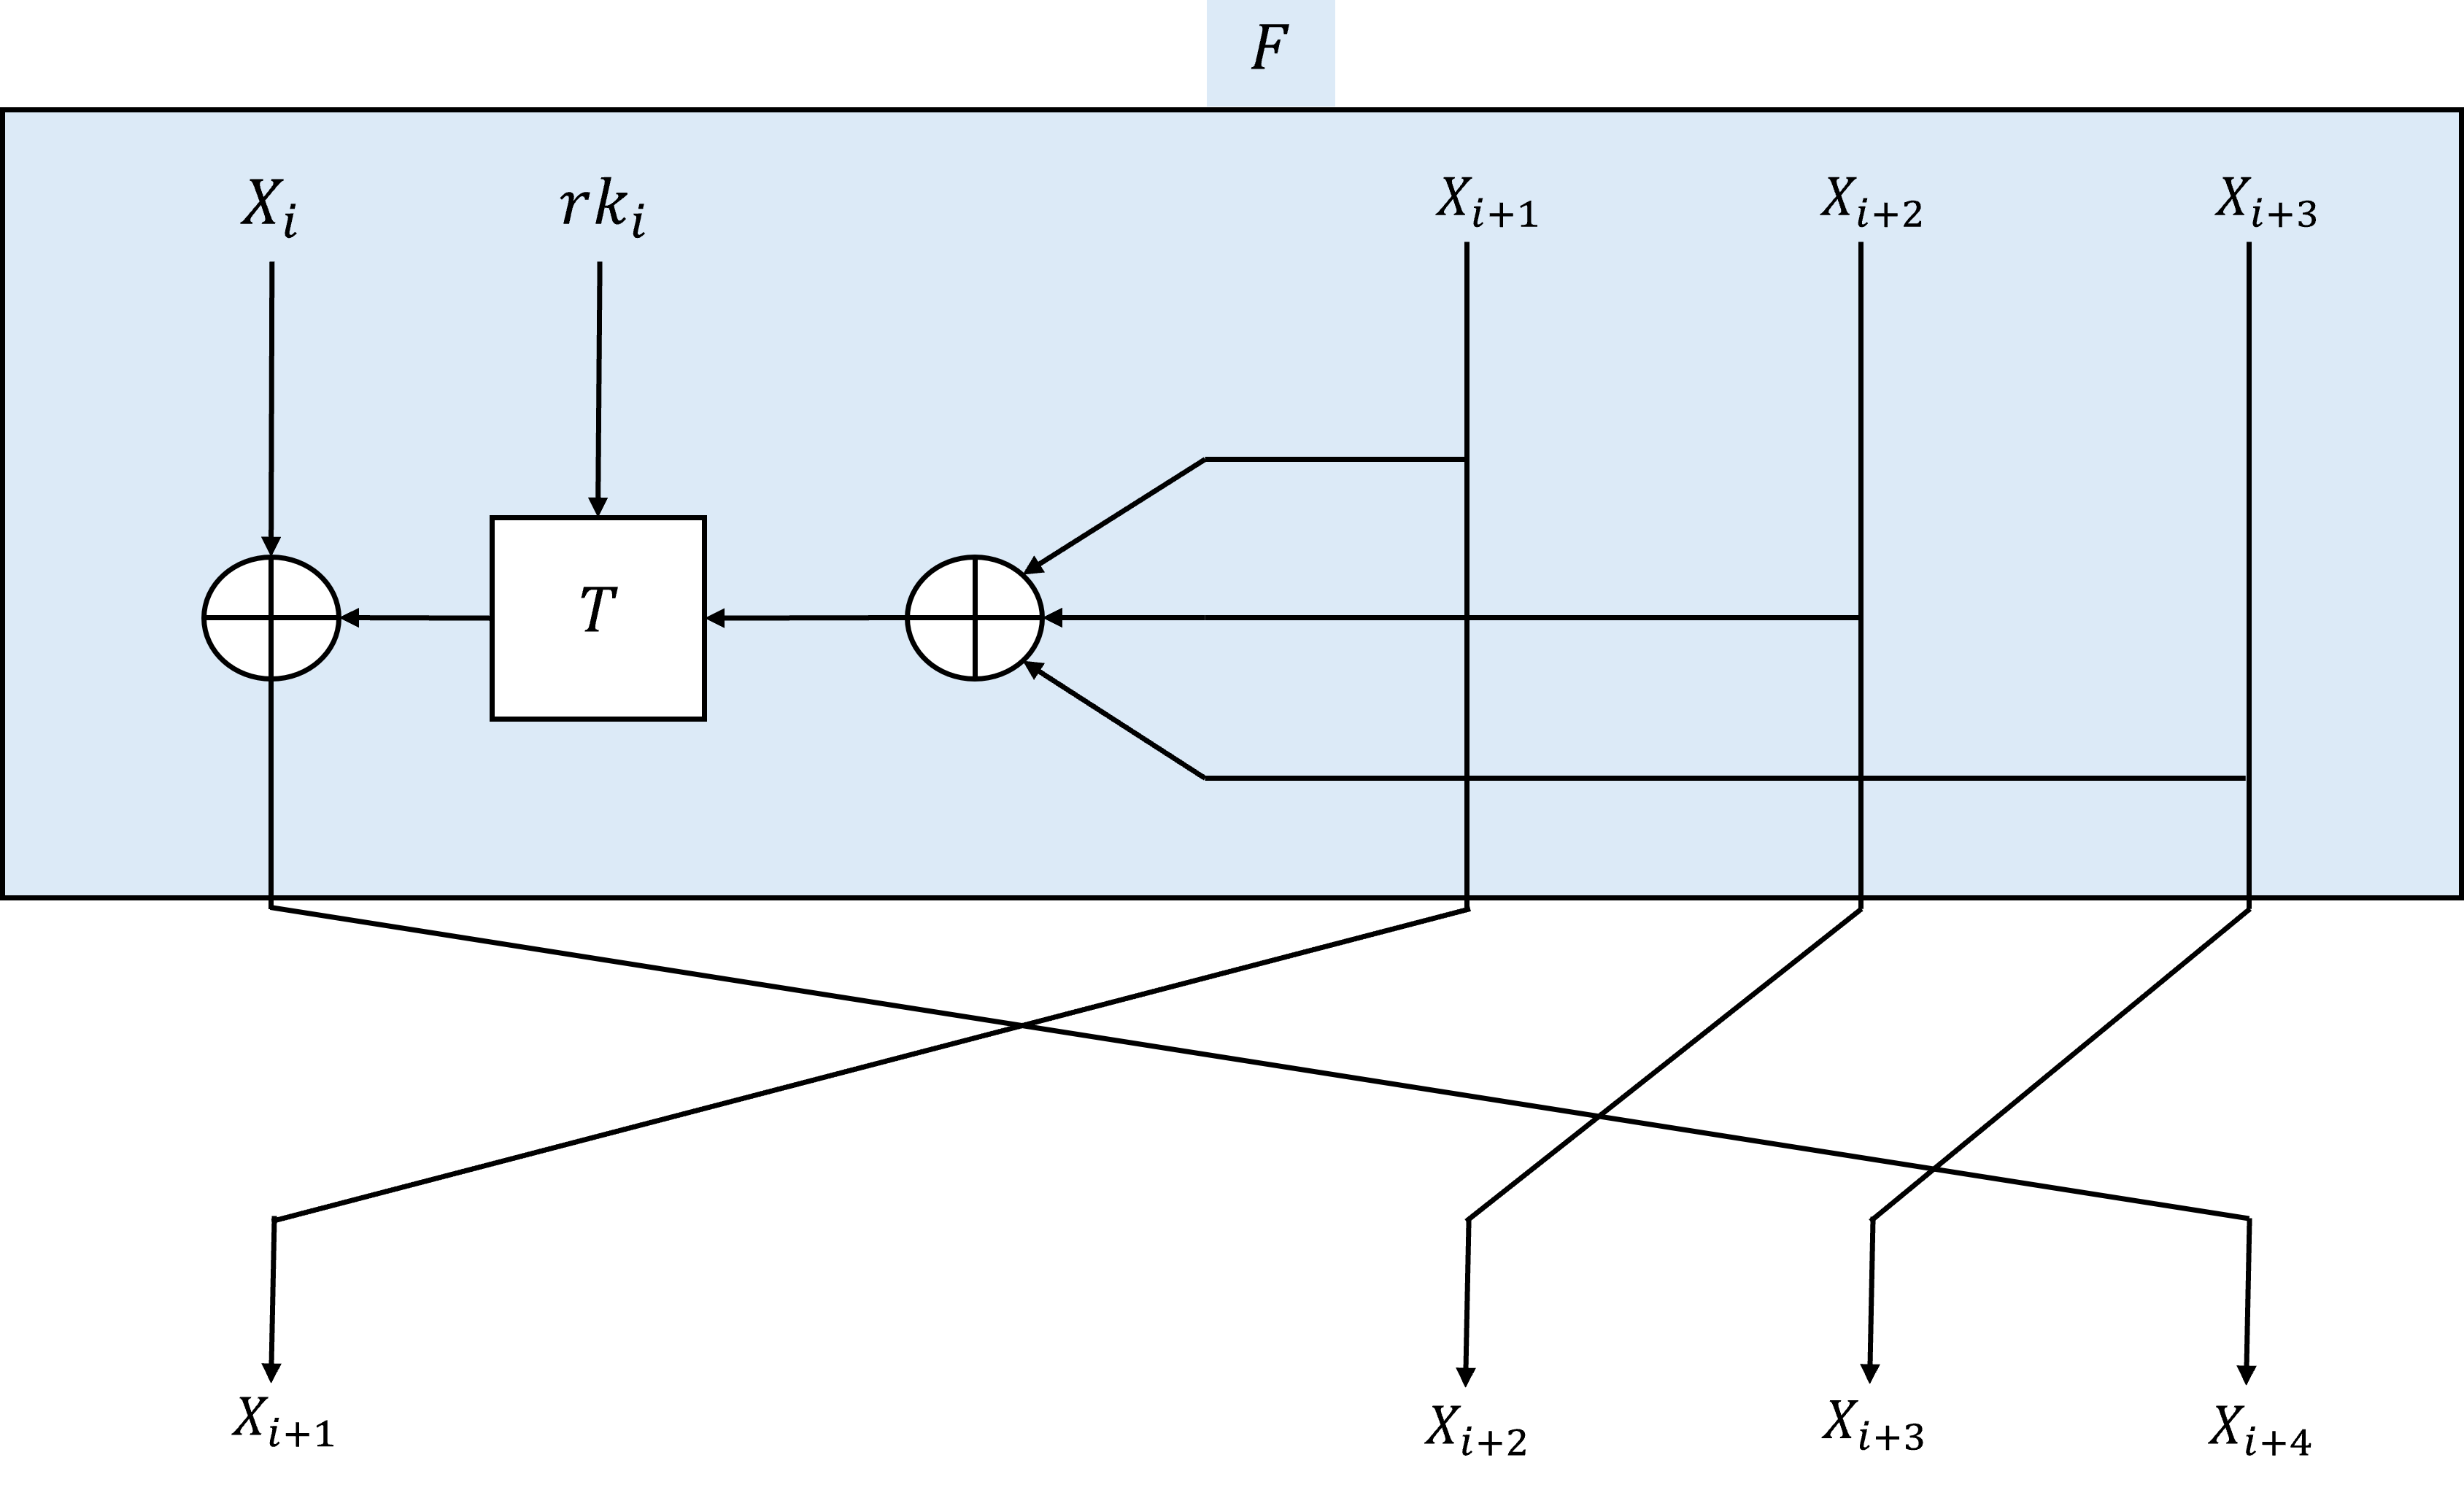 F
X_i rk_i X_{i+1} X_{i+2} X_{i+3}
T
X_{i+1} X_{i+2} X_{i+3} X_{i+4}